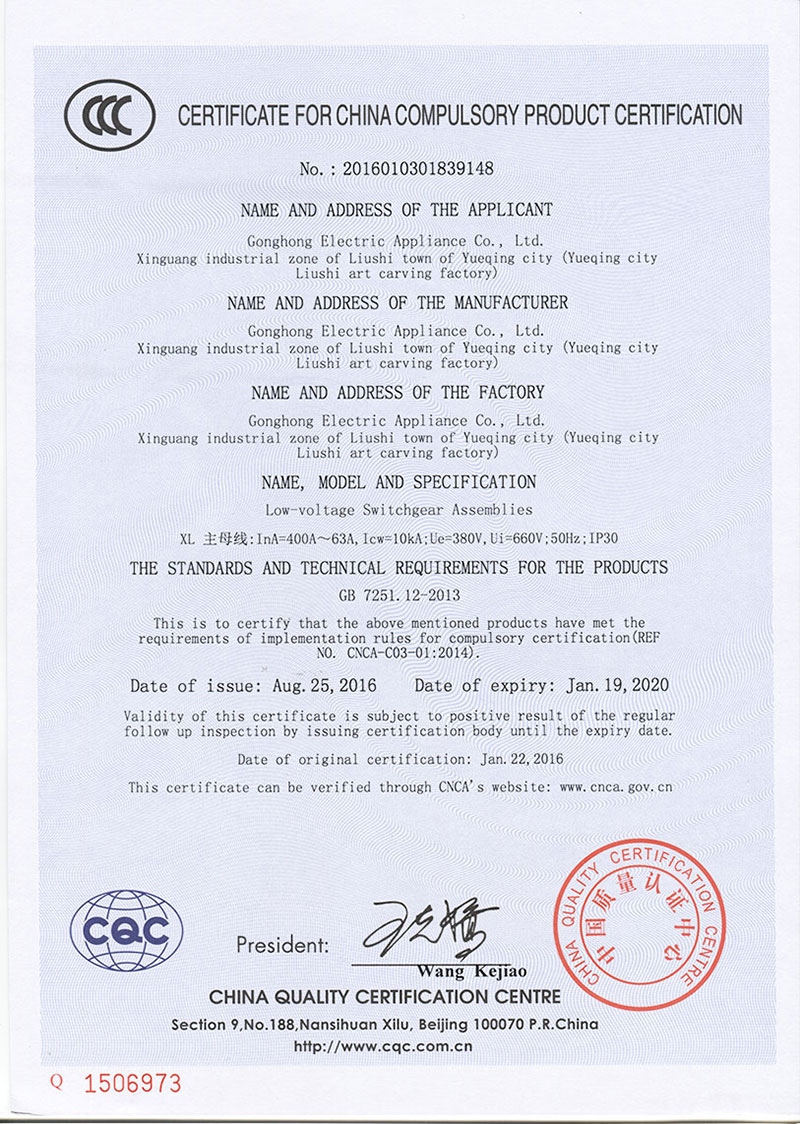 CERTIFICATE FOR CHINA COMPULSORY PRODUCT CERTIFICATION
No.: 2016010301839148
NAME AND ADDRESS OF THE APPLICANT
Gonghong Electric Appliance Co., Ltd.
Xinguang industrial zone of Liushi town of Yueqing city (Yueqing city
Liushi art carving factory)
NAME AND ADDRESS OF THE MANUFACTURER
Gonghong Electric Appliance Co., Ltd.
Xinguang industrial zone of Liushi town of Yueqing city (Yueqing city
Liushi art carving factory)
NAME AND ADDRESS OF THE FACTORY
Gonghong Electric Appliance Co., Ltd.
Xinguang industrial zone of Liushi town of Yueqing city (Yueqing city
Liushi art carving factory)
NAME, MODEL AND SPECIFICATION
Low-voltage Switchgear Assemblies
XL 主母线:InA=400A～63A,Icw=10kA;Ue=380V,Ui=660V;50Hz;IP30
THE STANDARDS AND TECHNICAL REQUIREMENTS FOR THE PRODUCTS
GB 7251.12-2013
This is to certify that the above mentioned products have met the
requirements of implementation rules for compulsory certification(REF
NO. CNCA-C03-01:2014).
Date of issue: Aug.25,2016 Date of expiry: Jan.19,2020
Validity of this certificate is subject to positive result of the regular
follow up inspection by issuing certification body until the expiry date.
Date of original certification: Jan.22,2016
This certificate can be verified through CNCA's website: www.cnca.gov.cn
CQC
President:
王克娇
Wang Kejiao
CHINA QUALITY CERTIFICATION CENTRE
中国质量认证中心
CHINA QUALITY CERTIFICATION CENTRE
Section 9,No.188,Nansihuan Xilu, Beijing 100070 P.R.China
http://www.cqc.com.cn
Q 1506973